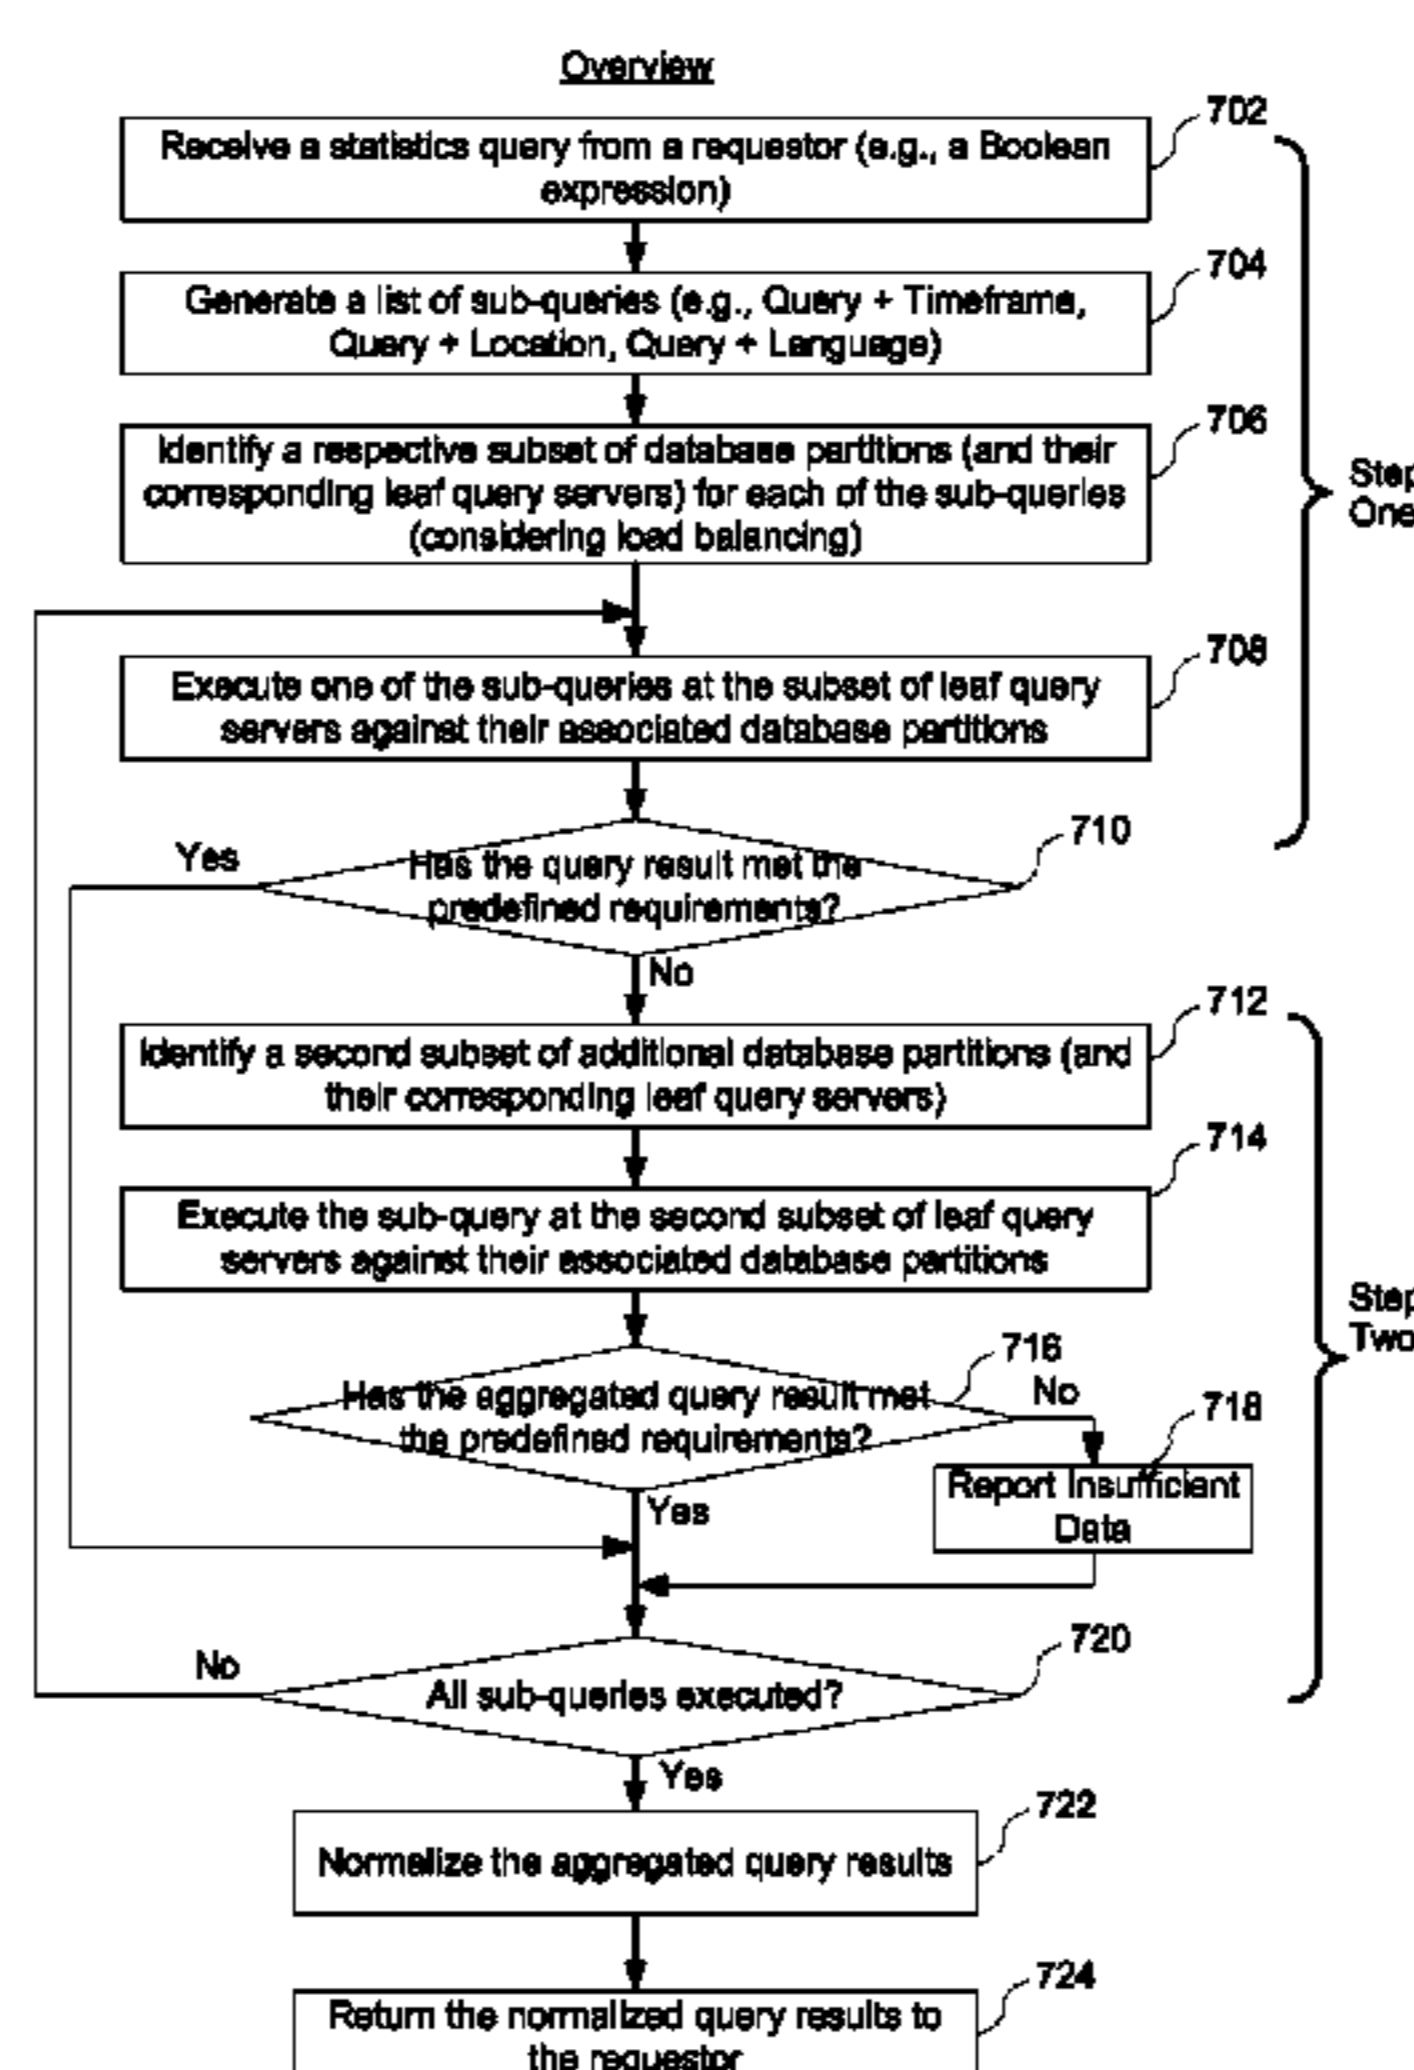 Overview
702
Receive a statistics query from a requestor (e.g., a Boolean
expression)
704
Generate a list of sub-queries (e.g., Query + Timeframe,
Query + Location, Query + Language)
706
Identify a respective subset of database partitions (and their
corresponding leaf query servers) for each of the sub-queries
(considering load balancing)
Step
One
708
Execute one of the sub-queries at the subset of leaf query
servers against their associated database partitions
710
Yes
Has the query result met the
predefined requirements?
No
712
Identify a second subset of additional database partitions (and
their corresponding leaf query servers)
714
Execute the sub-query at the second subset of leaf query
servers against their associated database partitions
Step
Two
716
Has the aggregated query result met
the predefined requirements?
No
718
Report Insufficient
Data
Yes
720
No
All sub-queries executed?
Yes
722
Normalize the aggregated query results
724
Return the normalized query results to
the requestor